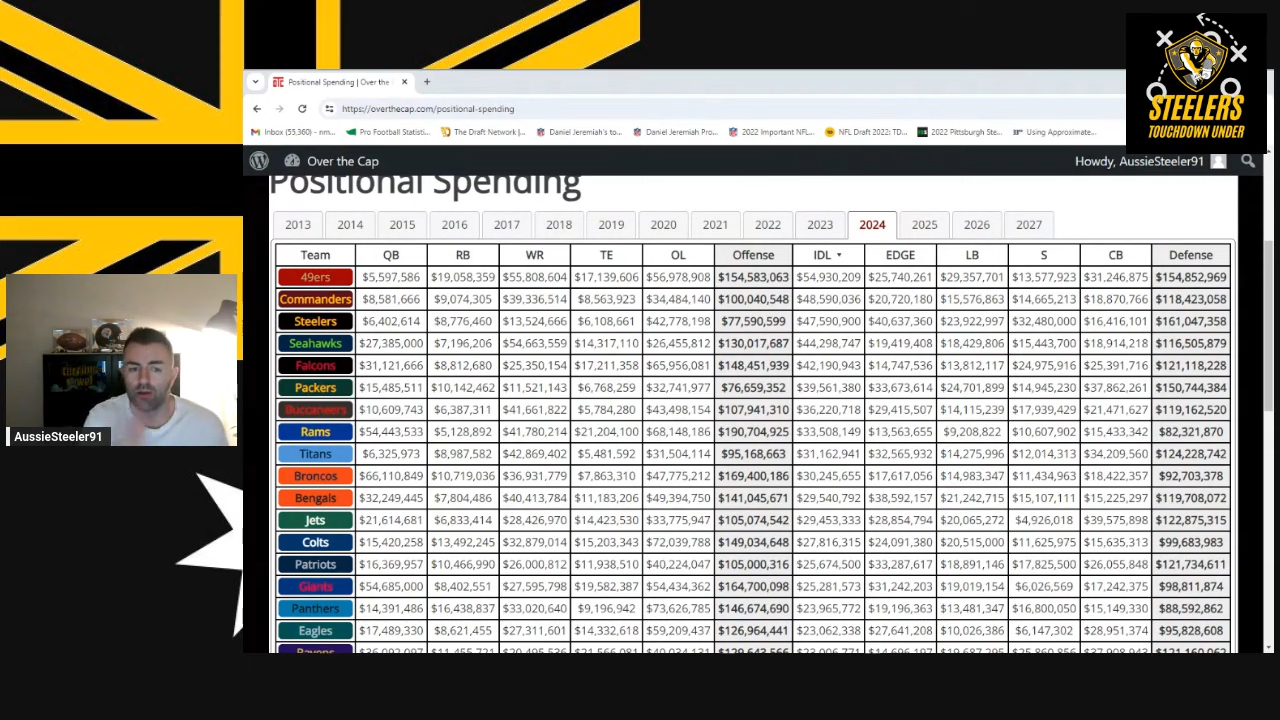 Positional Spending | Over the
https://overthecap.com/positional-spending
Inbox (55,360) - nm... Pro Football Statisti... The Draft Network |... Daniel Jeremiah's to... Daniel Jeremiah Pro... 2022 Important NFL... NFL Draft 2022: TD... 2022 Pittsburgh Ste... Using Approximate...
STEELERS
TOUCHDOWN UNDER
Over the Cap Howdy, AussieSteeler91
Positional Spending
2013 2014 2015 2016 2017 2018 2019 2020 2021 2022 2023 2024 2025 2026 2027
Team QB RB WR TE OL Offense IDL EDGE LB S CB Defense
49ers $5,597,586 $19,058,359 $55,808,604 $17,139,606 $56,978,908 $154,583,063 $54,930,209 $25,740,261 $29,357,701 $13,577,923 $31,246,875 $154,852,969
Commanders $8,581,666 $9,074,305 $39,336,514 $8,563,923 $34,484,140 $100,040,548 $48,590,036 $20,720,180 $15,576,863 $14,665,213 $18,870,766 $118,423,058
Steelers $6,402,614 $8,776,460 $13,524,666 $6,108,661 $42,778,198 $77,590,599 $47,590,900 $40,637,360 $23,922,997 $32,480,000 $16,416,101 $161,047,358
Seahawks $27,385,000 $7,196,206 $54,663,559 $14,317,110 $26,455,812 $130,017,687 $44,298,747 $19,419,408 $18,429,806 $15,443,700 $18,914,218 $116,505,879
Falcons $31,121,666 $8,812,680 $25,350,154 $17,211,358 $65,956,081 $148,451,939 $42,190,943 $14,747,536 $13,812,117 $24,975,916 $25,391,716 $121,118,228
Packers $15,485,511 $10,142,462 $11,521,143 $6,768,259 $32,741,977 $76,659,352 $39,561,380 $33,673,614 $24,701,899 $14,945,230 $37,862,261 $150,744,384
Buccaneers $10,609,743 $6,387,311 $41,661,822 $5,784,280 $43,498,154 $107,941,310 $36,220,718 $29,415,507 $14,115,239 $17,939,429 $21,471,627 $119,162,520
Rams $54,443,533 $5,128,892 $41,780,214 $21,204,100 $68,148,186 $190,704,925 $33,508,149 $13,563,655 $9,208,822 $10,607,902 $15,433,342 $82,321,870
Titans $6,325,973 $8,987,582 $42,869,402 $5,481,592 $31,504,114 $95,168,663 $31,162,941 $32,565,932 $14,275,996 $12,014,313 $34,209,560 $124,228,742
Broncos $66,110,849 $10,719,036 $36,931,779 $7,863,310 $47,775,212 $169,400,186 $30,245,655 $17,617,056 $14,983,347 $11,434,963 $18,422,357 $92,703,378
Bengals $32,249,445 $7,804,486 $40,413,784 $11,183,206 $49,394,750 $141,045,671 $29,540,792 $38,592,157 $21,242,715 $15,107,111 $15,225,297 $119,708,072
Jets $21,614,681 $6,833,414 $28,426,970 $14,423,530 $33,775,947 $105,074,542 $29,453,333 $28,854,794 $20,065,272 $4,926,018 $39,575,898 $122,875,315
Colts $15,420,258 $13,492,245 $32,879,014 $15,203,343 $72,039,788 $149,034,648 $27,816,315 $24,091,380 $20,515,000 $11,625,975 $15,635,313 $99,683,983
Patriots $16,369,957 $10,466,990 $26,000,812 $11,938,510 $40,224,047 $105,000,316 $25,674,500 $33,287,617 $18,891,146 $17,825,500 $26,055,848 $121,734,611
Giants $54,685,000 $8,402,551 $27,595,798 $19,582,387 $54,434,362 $164,700,098 $25,281,573 $31,242,203 $19,019,154 $6,026,569 $17,242,375 $98,811,874
Panthers $14,391,486 $16,438,837 $33,020,640 $9,196,942 $73,626,785 $146,674,690 $23,965,772 $19,196,363 $13,481,347 $16,800,050 $15,149,330 $88,592,862
Eagles $17,489,330 $8,621,455 $27,311,601 $14,332,618 $59,209,437 $126,964,441 $23,062,338 $27,641,208 $10,026,386 $6,147,302 $28,951,374 $95,828,608
AussieSteeler91